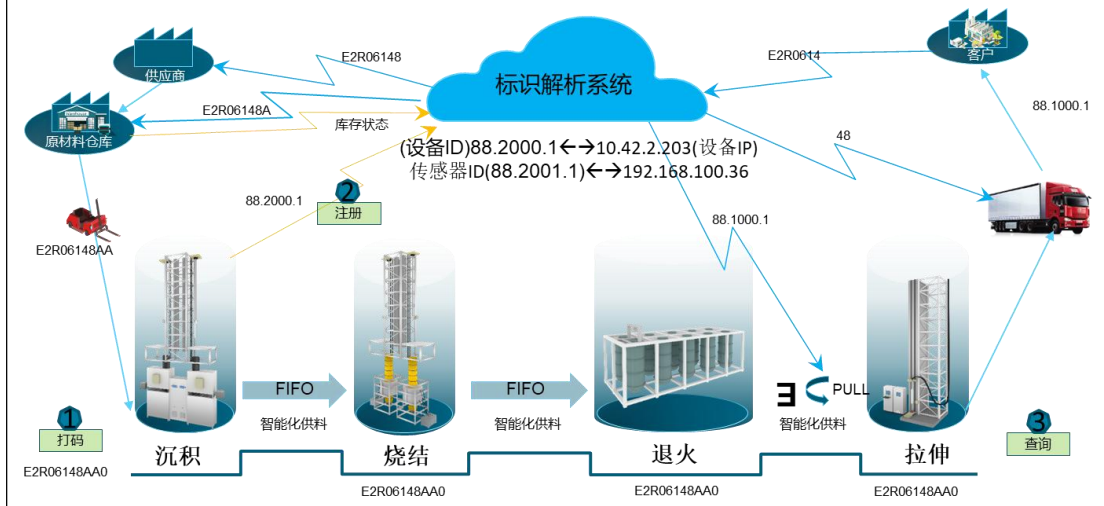 供应商
E2R06148
标识解析系统
E2R0614
客户
原材料仓库
E2R06148A
库存状态
88.1000.1
48
(设备ID)88.2000.1←→10.42.2.203(设备IP)
传感器ID(88.2001.1)←→192.168.100.36
88.2000.1
2
注册
88.1000.1
E2R06148AA
FIFO
FIFO
PULL
智能化供料
智能化供料
智能化供料
1
打码
3
查询
沉积
烧结
退火
拉伸
E2R06148AA0
E2R06148AA0
E2R06148AA0
E2R06148AA0